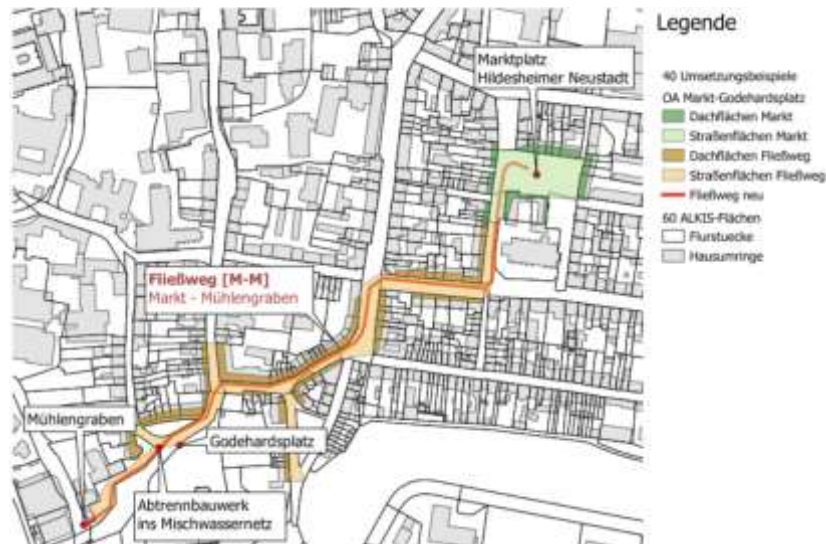 Marktplatz
Hildesheimer Neustadt
Fließweg [M-M]
Markt - Mühlengraben
Mühlengraben
Godehardsplatz
Abtrennbauwerk
ins Mischwassernetz
Legende
40 Umsetzungsbeispiele
OA Markt-Godehardsplatz
Dachflächen Markt
Straßenflächen Markt
Dachflächen Fließweg
Straßenflächen Fließweg
Fließweg neu
60 ALKIS-Flächen
Flurstuecke
Hausumringe